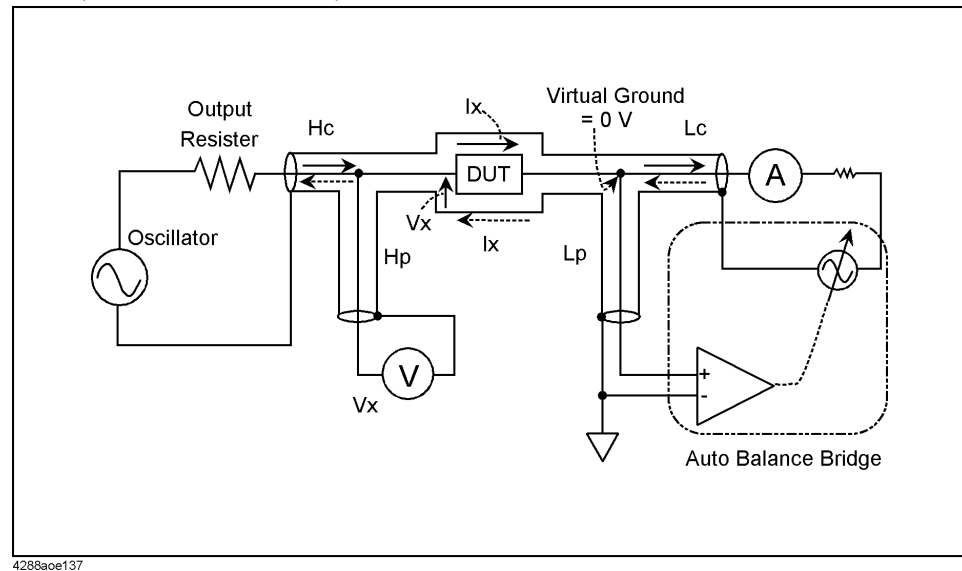 Output
Resister
Hc
Ix
Virtual Ground
= 0 V
Lc
DUT
A
Vx
Ix
Oscillator
Hp
Lp
V
Vx
+
-
Auto Balance Bridge
4288aoe137